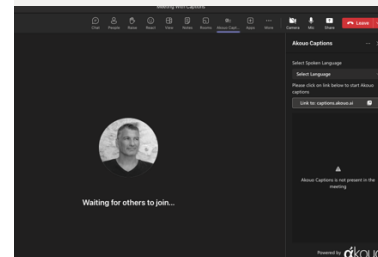 Meeting With Captions
Chat People Raise React View Notes Rooms Akous Capt... Apps More Camera Mic Share Leave
Akous Captions
Select Spoken Language
Select Language
Please click on link below to start Akous
captions
Link to: captions.akous.ai
Waiting for others to join...
Akous Captions is not present in the
meeting
Powered by akous